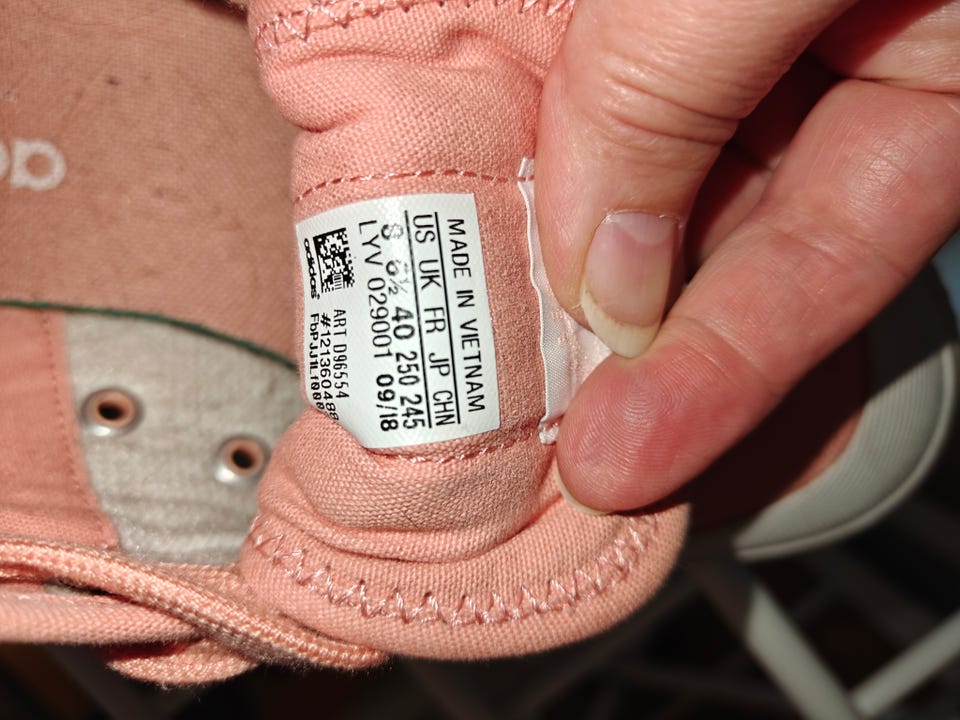 MADE IN VIETNAM
US UK FR JP CHN
8 6½ 40 250 245
LYV 029001 09/18
ART D96554
#121360488
adidas